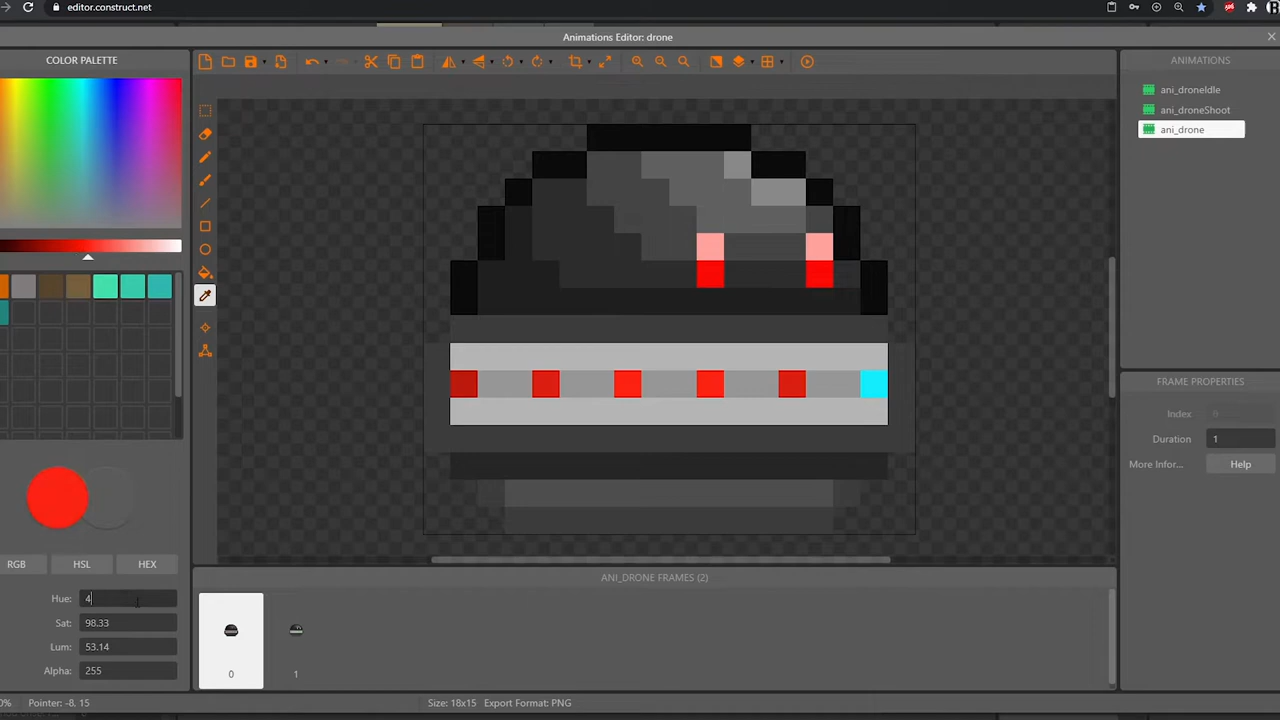 editor.construct.net
Animations Editor: drone
COLOR PALETTE
ANIMATIONS
ani_droneIdle
ani_droneShoot
ani_drone
FRAME PROPERTIES
Index 0
Duration 1
More Infor... Help
RGB HSL HEX
Hue: 4
Sat: 98.33
Lum: 53.14
Alpha: 255
ANI_DRONE FRAMES (2)
0 1
0% Pointer: -8, 15 Size: 18x15 Export Format: PNG